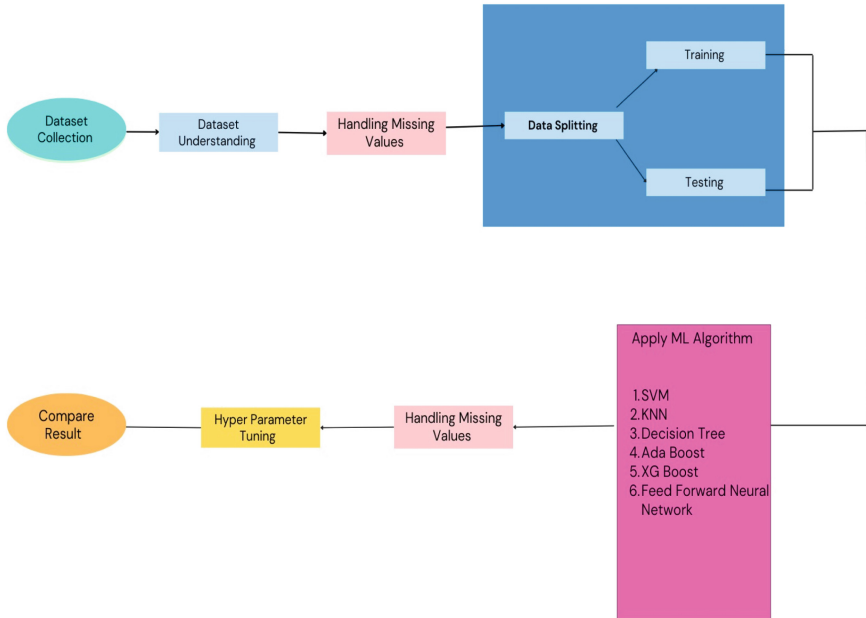 Dataset
Collection
Dataset
Understanding
Handling Missing
Values
Data Splitting
Training
Testing
Apply ML Algorithm
1.SVM
2.KNN
3.Decision Tree
4.Ada Boost
5.XG Boost
6.Feed Forward Neural
Network
Handling Missing
Values
Hyper Parameter
Tuning
Compare
Result